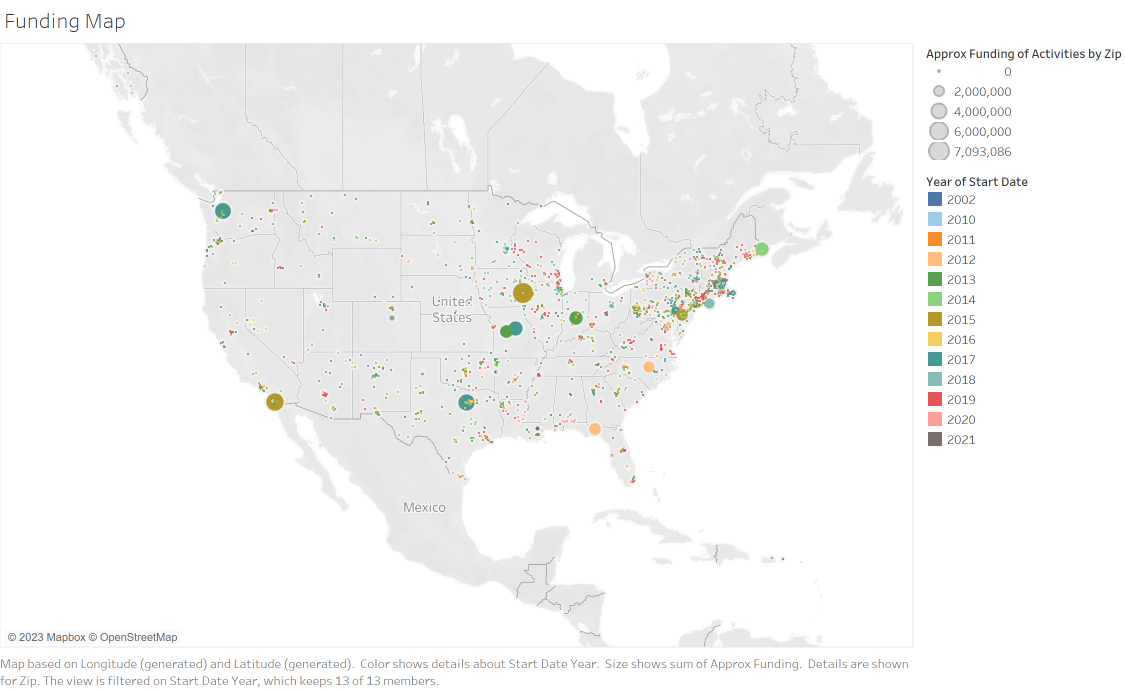 Funding Map
United
States
Mexico
© 2023 Mapbox © OpenStreetMap
Approx Funding of Activities by Zip
0
2,000,000
4,000,000
6,000,000
7,093,086
Year of Start Date
2002
2010
2011
2012
2013
2014
2015
2016
2017
2018
2019
2020
2021
Map based on Longitude (generated) and Latitude (generated). Color shows details about Start Date Year. Size shows sum of Approx Funding. Details are shown
for Zip. The view is filtered on Start Date Year, which keeps 13 of 13 members.